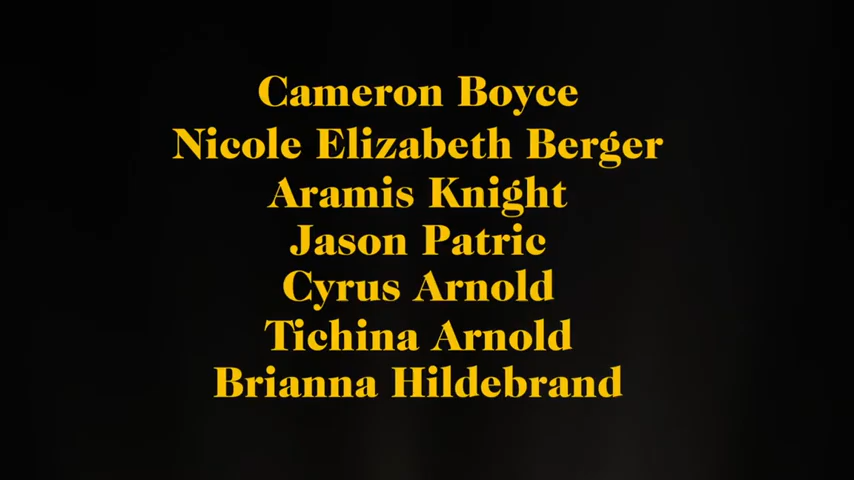 Cameron Boyce
Nicole Elizabeth Berger
Aramis Knight
Jason Patric
Cyrus Arnold
Tichina Arnold
Brianna Hildebrand